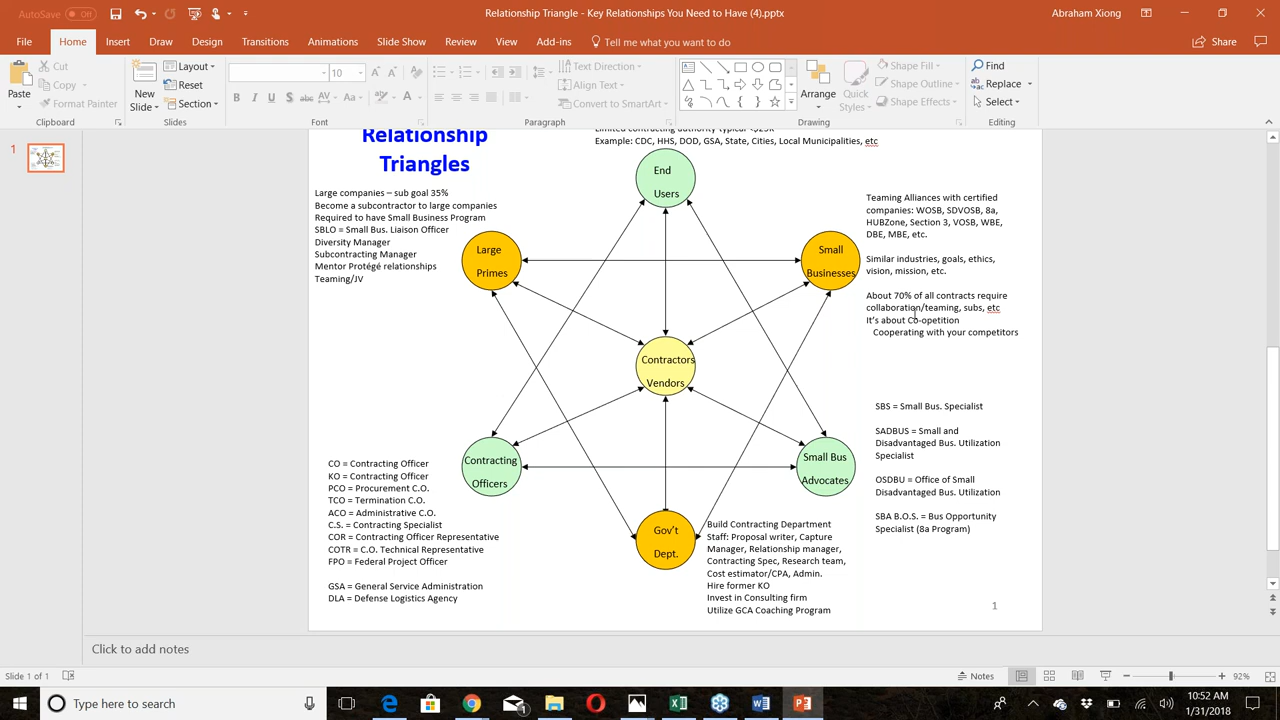 AutoSave Off
Relationship Triangle - Key Relationships You Need to Have (4).pptx
Abraham Xiong
File Home Insert Draw Design Transitions Animations Slide Show Review View Add-ins Tell me what you want to do Share
Paste
Cut
Copy
Format Painter
Clipboard
New Slide
Layout
Reset
Section
Slides
10
Font
Text Direction
Align Text
Convert to SmartArt
Paragraph
Arrange
Quick Styles
Shape Fill
Shape Outline
Shape Effects
Drawing
Find
Replace
Select
Editing
1
Relationship
Triangles
Limited contracting authority typical <$25K
Example: CDC, HHS, DOD, GSA, State, Cities, Local Municipalities, etc
Large companies – sub goal 35%
Become a subcontractor to large companies
Required to have Small Business Program
SBLO = Small Bus. Liaison Officer
Diversity Manager
Subcontracting Manager
Mentor Protégé relationships
Teaming/JV
End
Users
Large
Primes
Small
Businesses
Teaming Alliances with certified
companies: WOSB, SDVOSB, 8a,
HUBZone, Section 3, VOSB, WBE,
DBE, MBE, etc.
Similar industries, goals, ethics,
vision, mission, etc.
About 70% of all contracts require
collaboration/teaming, subs, etc
It's about Co-opetition
Cooperating with your competitors
Contractors
Vendors
Contracting
Officers
Small Bus
Advocates
SBS = Small Bus. Specialist
SADBUS = Small and
Disadvantaged Bus. Utilization
Specialist
OSDBU = Office of Small
Disadvantaged Bus. Utilization
SBA B.O.S. = Bus Opportunity
Specialist (8a Program)
CO = Contracting Officer
KO = Contracting Officer
PCO = Procurement C.O.
TCO = Termination C.O.
ACO = Administrative C.O.
C.S. = Contracting Specialist
COR = Contracting Officer Representative
COTR = C.O. Technical Representative
FPO = Federal Project Officer
GSA = General Service Administration
DLA = Defense Logistics Agency
Gov't
Dept.
Build Contracting Department
Staff: Proposal writer, Capture
Manager, Relationship manager,
Contracting Spec, Research team,
Cost estimator/CPA, Admin.
Hire former KO
Invest in Consulting firm
Utilize GCA Coaching Program
1
Click to add notes
Slide 1 of 1
Notes
92%
Type here to search
10:52 AM
1/31/2018